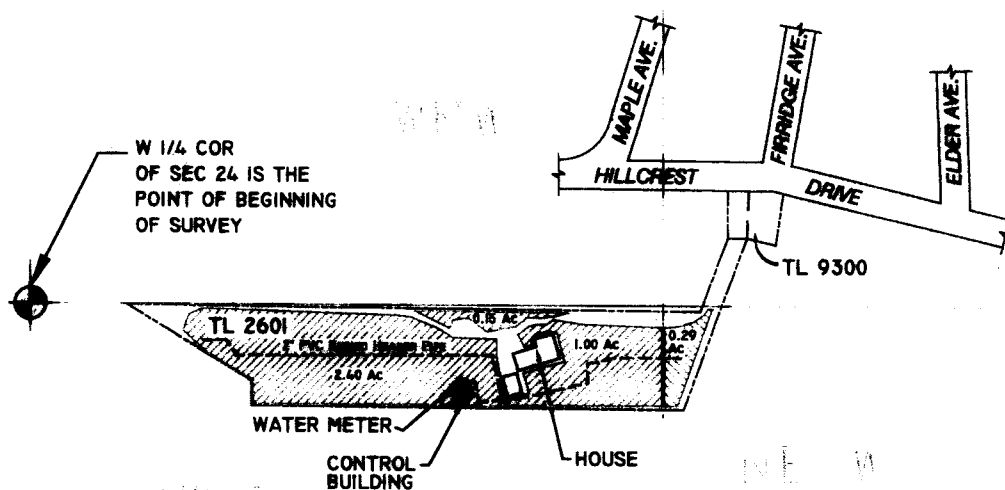 MAPLE AVE.
FIRRIDGE AVE.
ELDER AVE.
W 1/4 COR
OF SEC 24 IS THE
POINT OF BEGINNING
OF SURVEY
HILLCREST
DRIVE
TL 9300
TL 2601
0.15 Ac
2" PVC
1.00 Ac
0.29
Ac
2.40 Ac
WATER METER
CONTROL
BUILDING
HOUSE